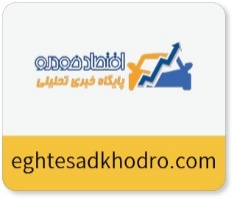 اقتصاد خودرو
پایگاه خبری تحلیلی
eghtesadkhodro.com